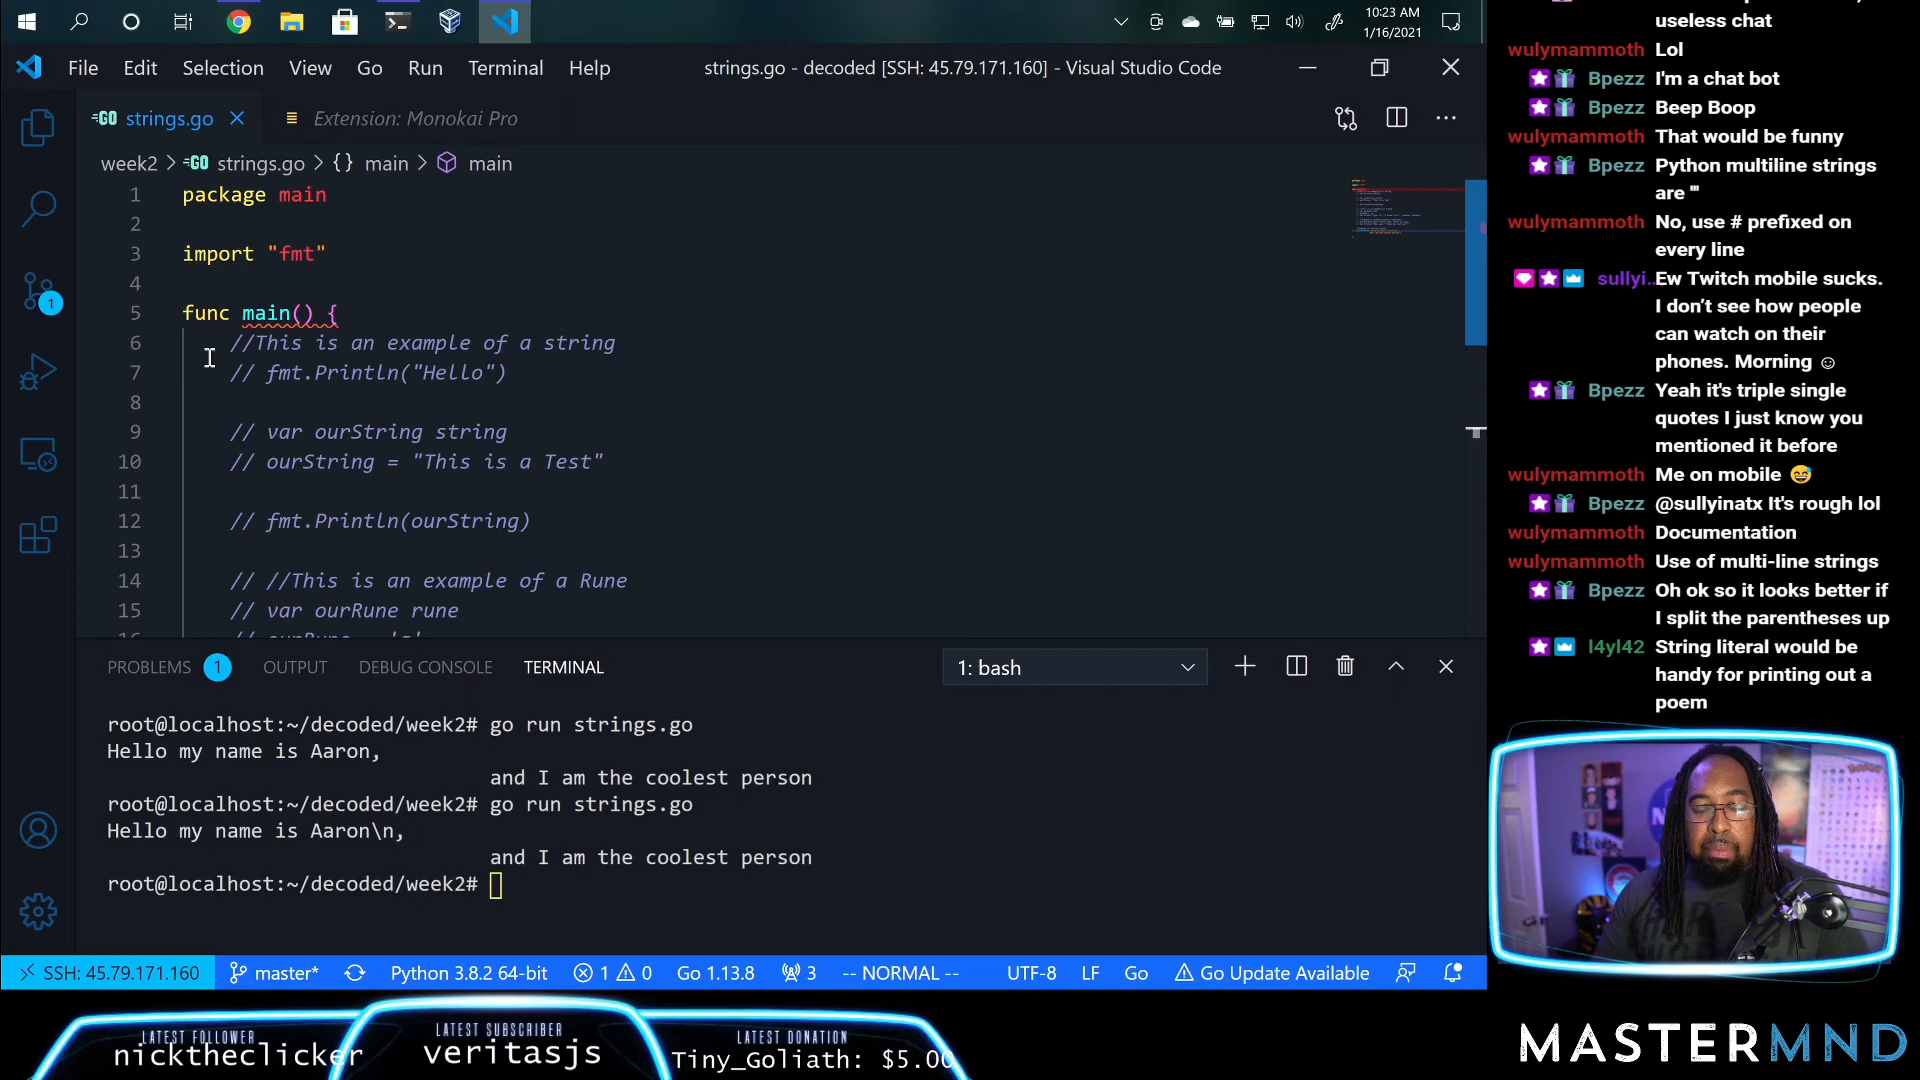 10:23 AM
1/16/2021
File Edit Selection View Go Run Terminal Help
strings.go - decoded [SSH: 45.79.171.160] - Visual Studio Code
GO strings.go
Extension: Monokai Pro
week2 > GO strings.go > {} main > main
1 package main
2
3 import "fmt"
4
5 func main() {
6 //This is an example of a string
7 // fmt.Println("Hello")
8
9 // var ourString string
10 // ourString = "This is a Test"
11
12 // fmt.Println(ourString)
13
14 // //This is an example of a Rune
15 // var ourRune rune
PROBLEMS 1 OUTPUT DEBUG CONSOLE TERMINAL
1: bash
root@localhost:~/decoded/week2# go run strings.go
Hello my name is Aaron,
and I am the coolest person
root@localhost:~/decoded/week2# go run strings.go
Hello my name is Aaron\n,
and I am the coolest person
root@localhost:~/decoded/week2#
1
SSH: 45.79.171.160 master* Python 3.8.2 64-bit 1 0 Go 1.13.8 3 -- NORMAL -- UTF-8 LF Go Go Update Available
useless chat
wulymammoth Lol
Bpezz I'm a chat bot
Bpezz Beep Boop
wulymammoth That would be funny
Bpezz Python multiline strings
are '''
wulymammoth No, use # prefixed on
every line
sullyi... Ew Twitch mobile sucks.
I don’t see how people
can watch on their
phones. Morning ☺
Bpezz Yeah it's triple single
quotes I just know you
mentioned it before
wulymammoth Me on mobile 😅
Bpezz @sullyinatx It's rough lol
wulymammoth Documentation
wulymammoth Use of multi-line strings
Bpezz Oh ok so it looks better if
I split the parentheses up
l4yl42 String literal would be
handy for printing out a
poem
LATEST FOLLOWER
nicktheclicker
LATEST SUBSCRIBER
veritasjs
LATEST DONATION
Tiny_Goliath: $5.00
MASTERMND